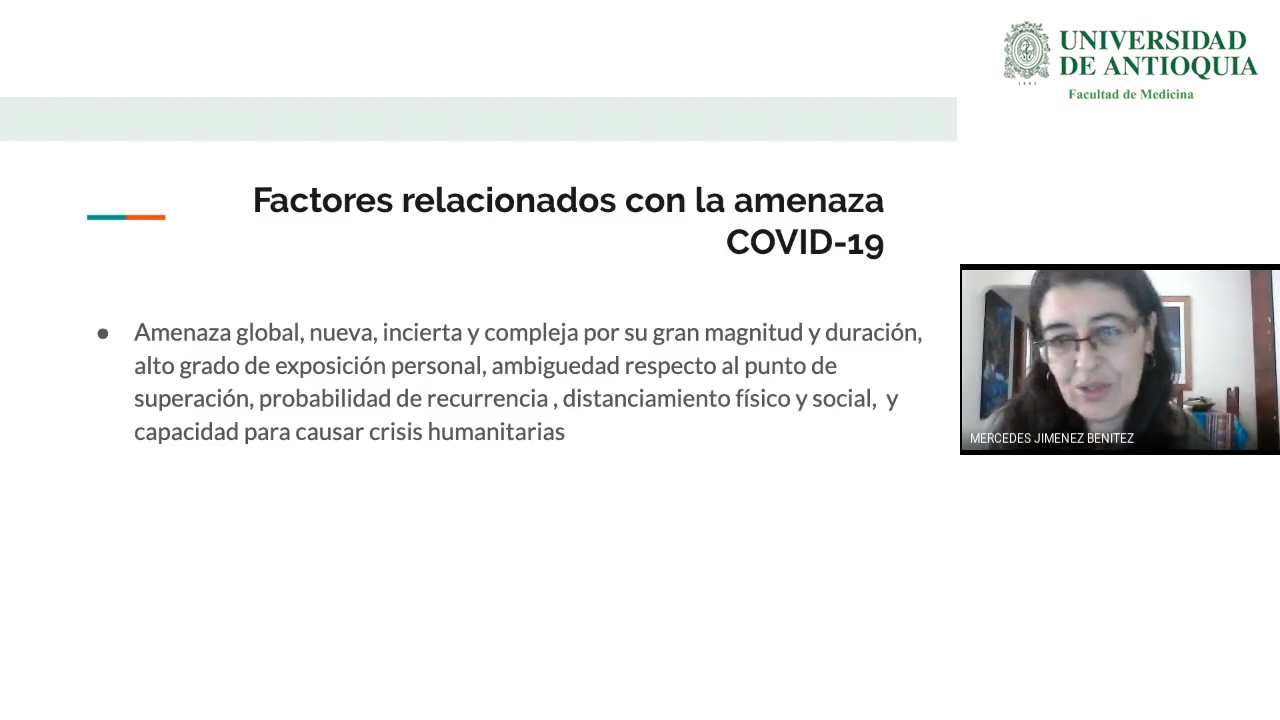 UNIVERSIDAD
DE ANTIOQUIA
Facultad de Medicina
Factores relacionados con la amenaza
COVID-19
● Amenaza global, nueva, incierta y compleja por su gran magnitud y duración,
alto grado de exposición personal, ambiguedad respecto al punto de
superación, probabilidad de recurrencia , distanciamiento físico y social,  y
capacidad para causar crisis humanitarias
MERCEDES JIMENEZ BENITEZ